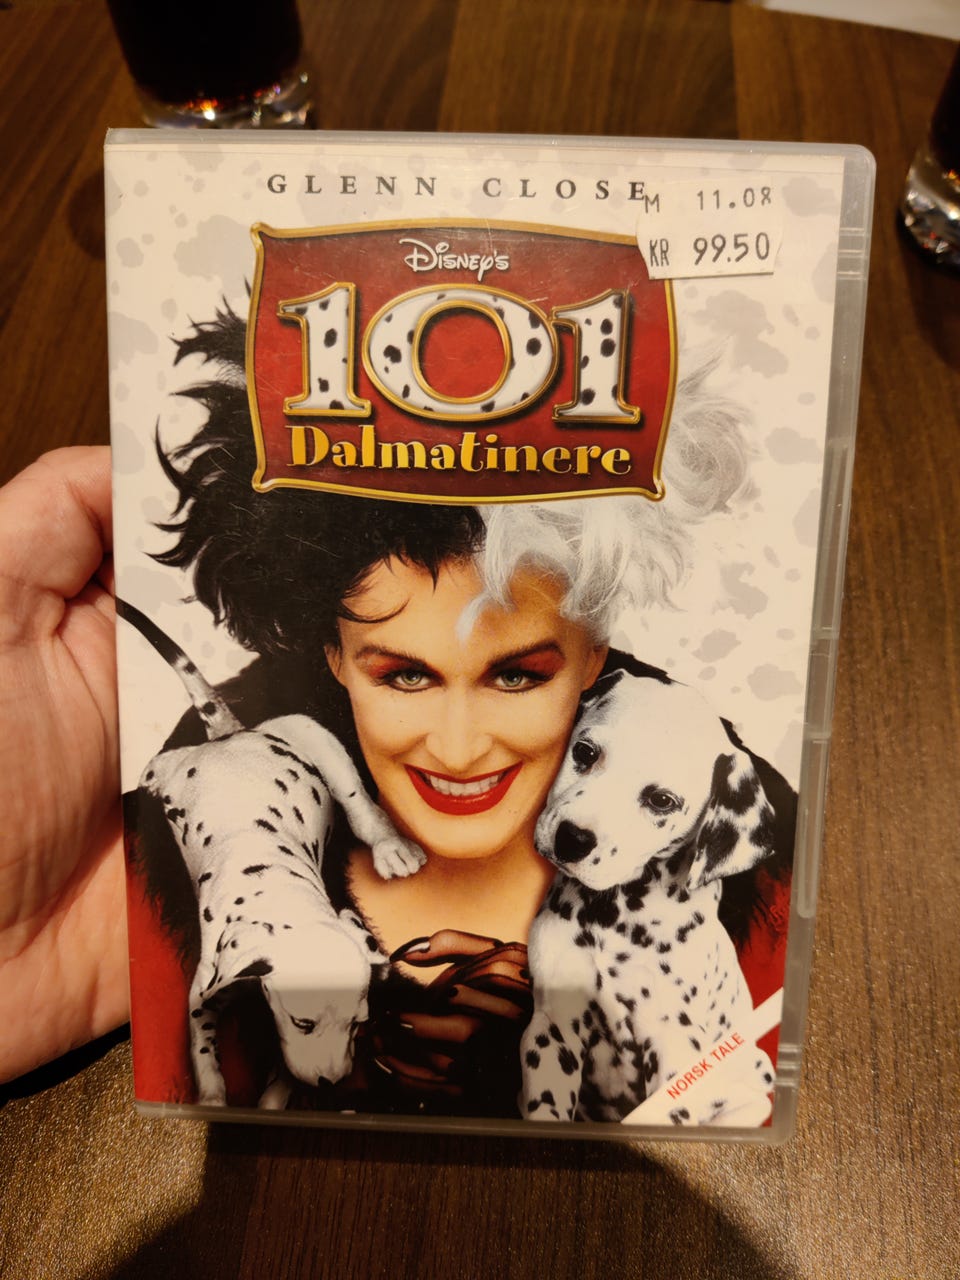 GLENN CLOSE
M 11.08
KR 99.50
Disney's
101
Dalmatinere
NORSK TALE